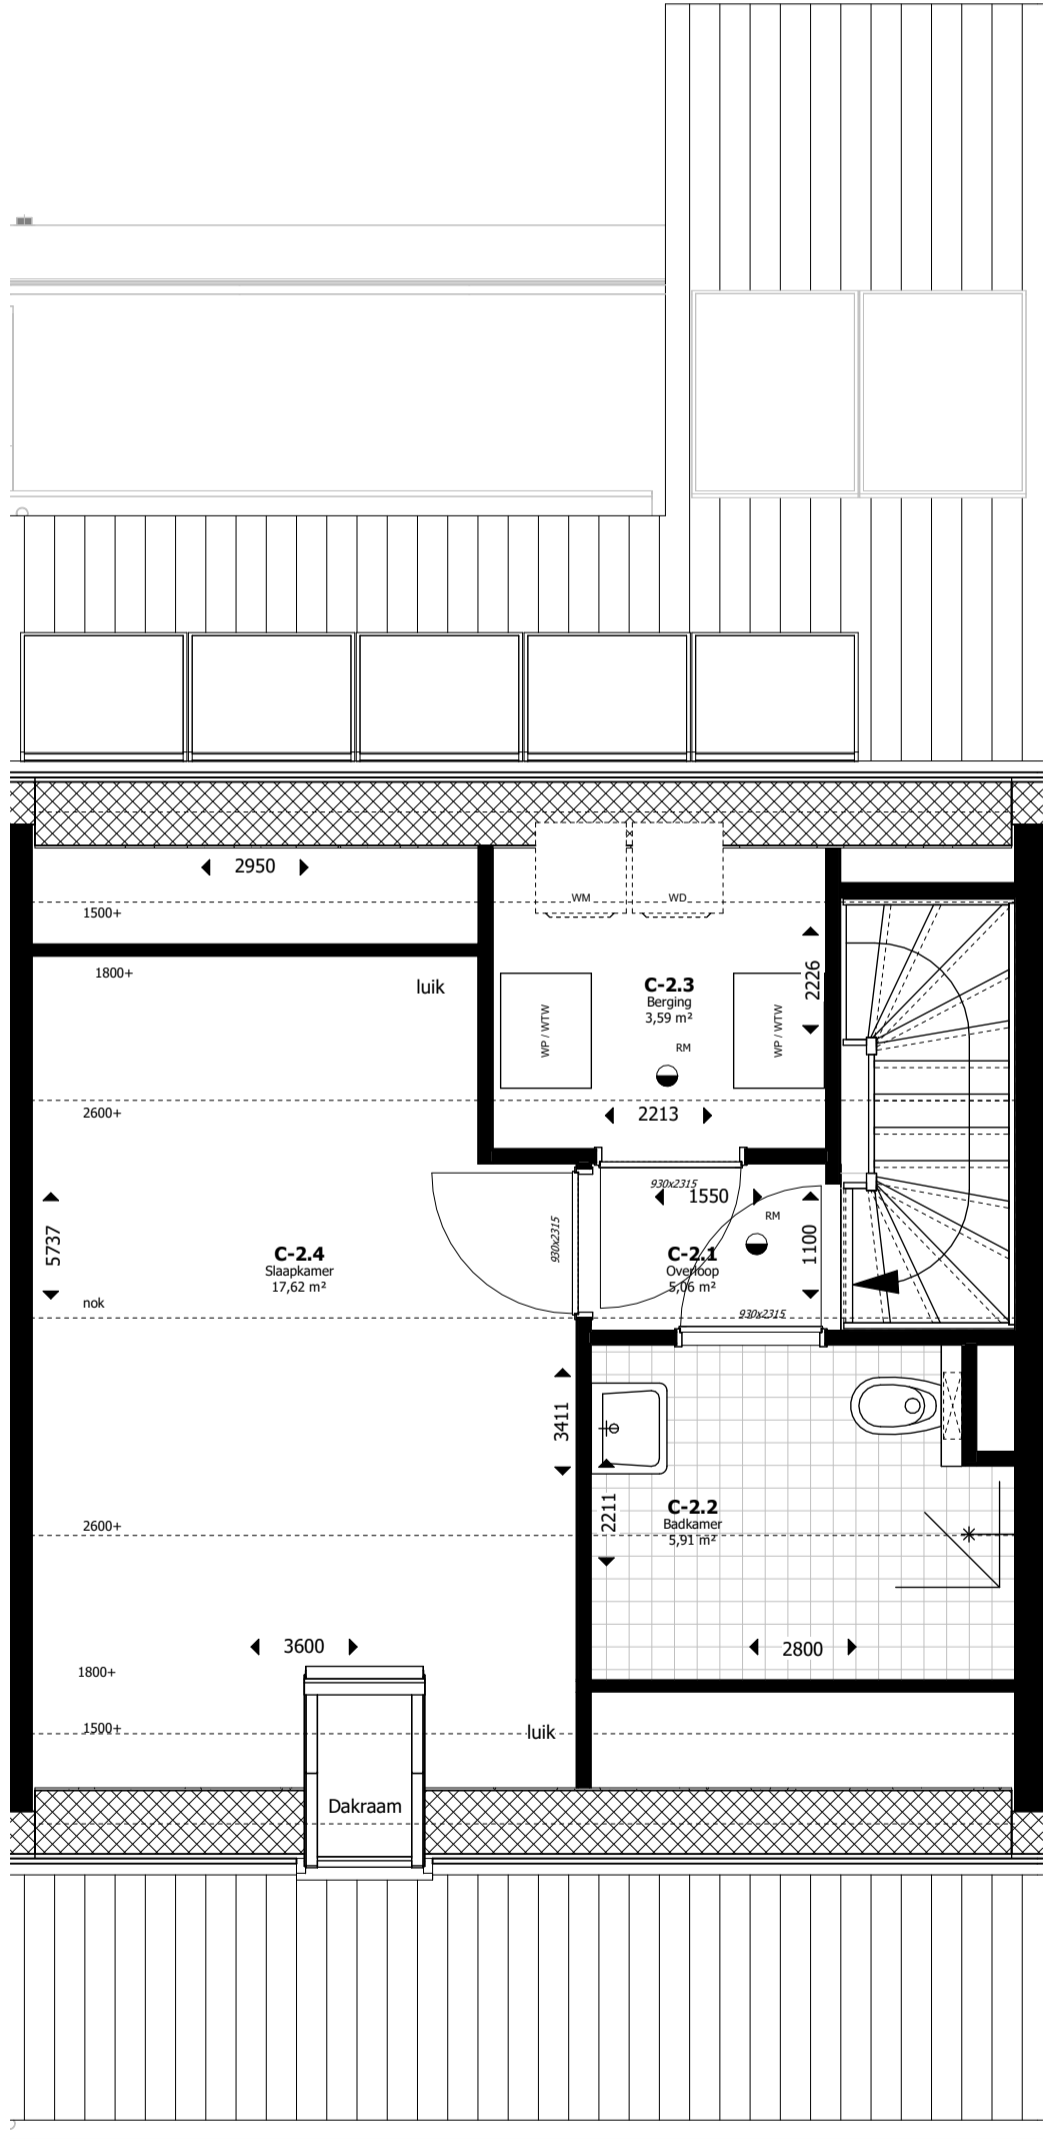 2950
1500+
WM
WD
1800+
luik
C-2.3
Berging
3,59 m²
2226
WP / WTW
WP / WTW
RM
2600+
2213
930x2315
1550
RM
930x2315
5737
1100
C-2.4
Slaapkamer
17,62 m²
C-2.1
Overloop
5,06 m²
nok
930x2315
3411
2211
C-2.2
Badkamer
5,91 m²
2600+
3600
2800
1800+
1500+
luik
Dakraam